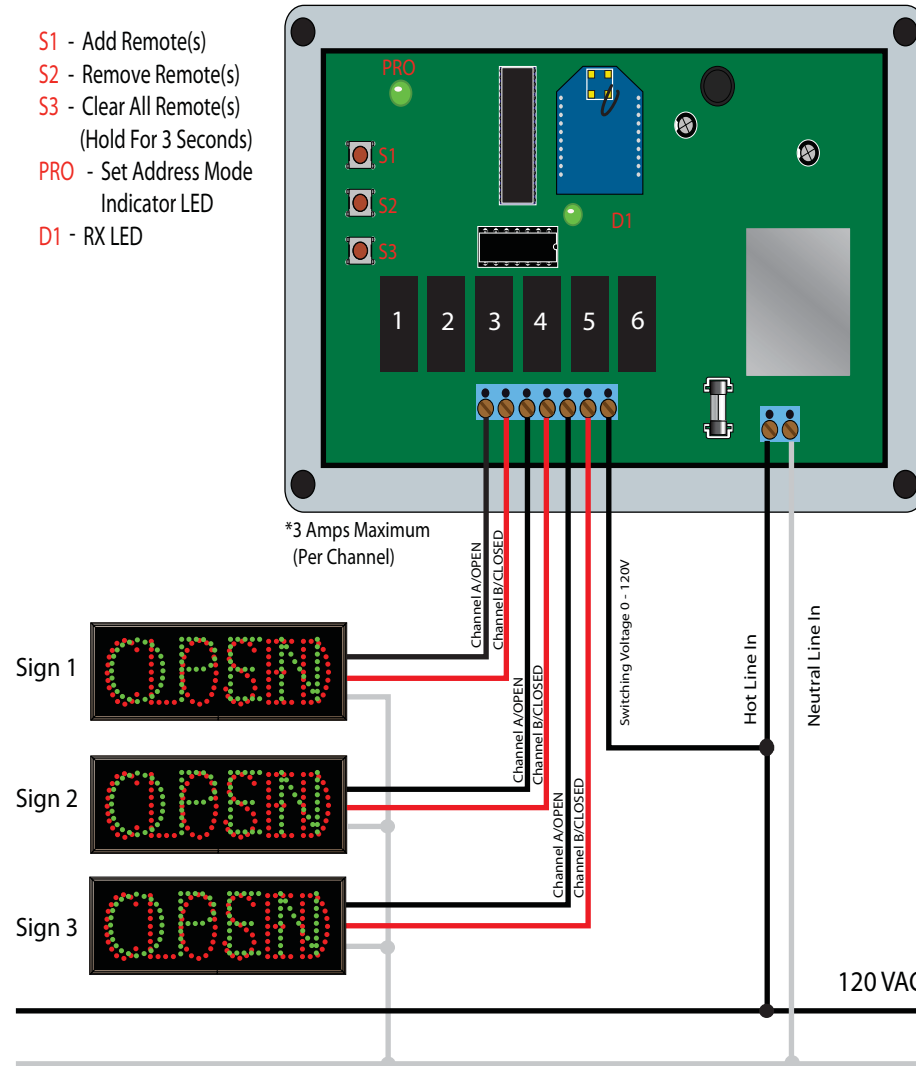 S1 - Add Remote(s)
S2 - Remove Remote(s)
S3 - Clear All Remote(s)
(Hold For 3 Seconds)
PRO - Set Address Mode
Indicator LED
D1 - RX LED
PRO
S1
S2
S3
D1
1 2 3 4 5 6
*3 Amps Maximum
(Per Channel)
Channel A/OPEN
Channel B/CLOSED
Channel A/OPEN
Channel B/CLOSED
Channel A/OPEN
Channel B/CLOSED
Switching Voltage 0 - 120V
Hot Line In
Neutral Line In
Sign 1
Sign 2
Sign 3
120 VAC